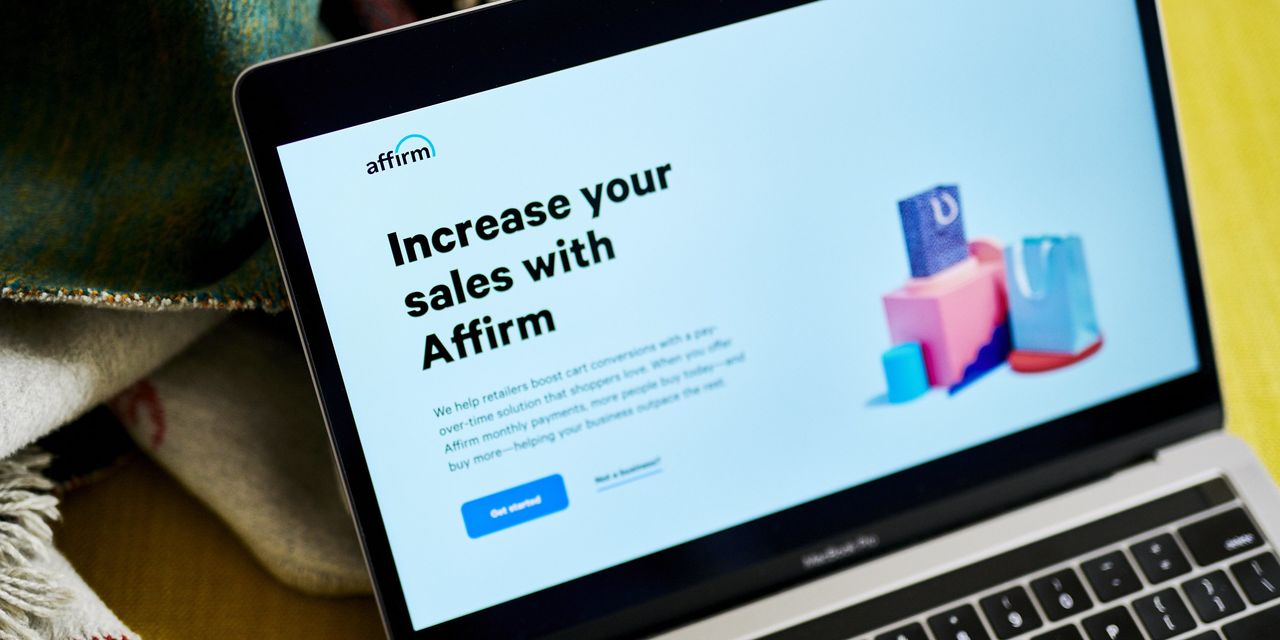 affirm
Increase your
sales with
Affirm
We help retailers boost cart conversions with a pay-
over-time solution that shoppers love. When you offer
Affirm monthly payments, more people buy today—and
buy more—helping your business outpace the rest.
Get started
Not a business?
MacBook Pro